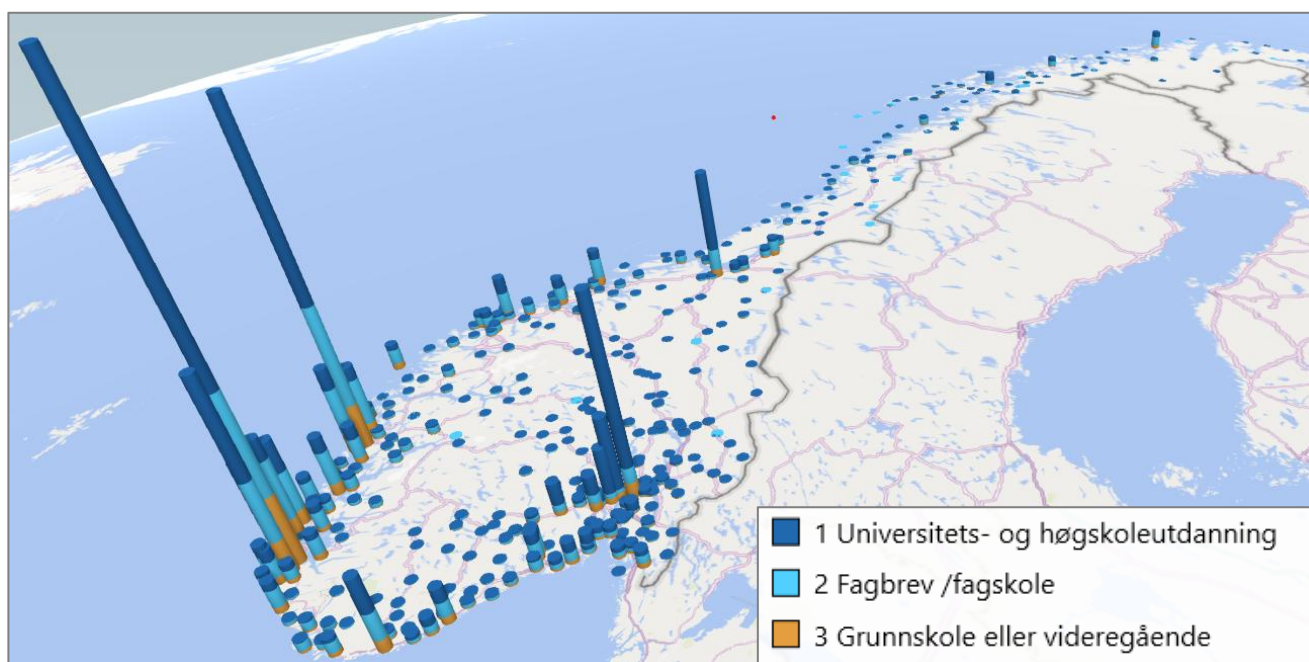 1 Universitets- og høgskoleutdanning
2 Fagbrev /fagskole
3 Grunnskole eller videregående